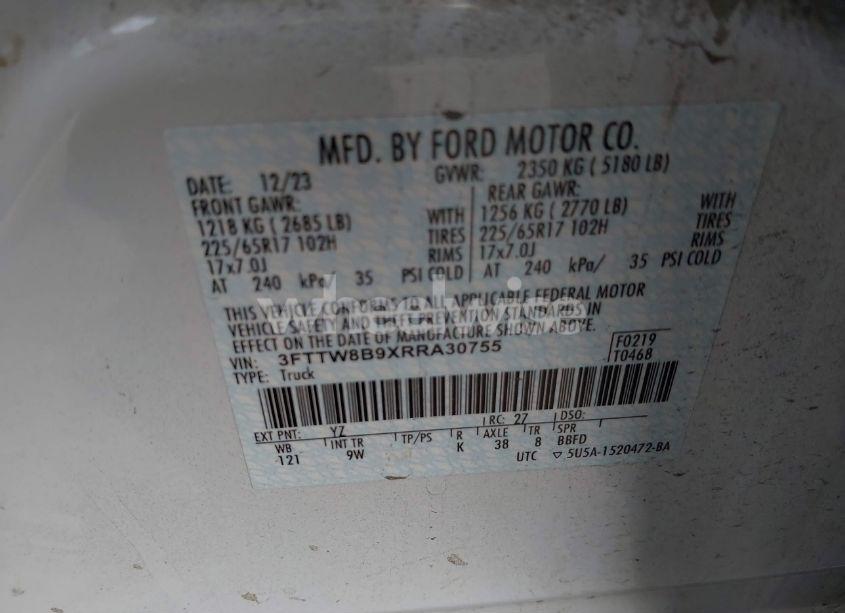 MFD. BY FORD MOTOR CO.
DATE: 12/23 GVWR: 2350 KG ( 5180 LB)
FRONT GAWR: REAR GAWR:
1218 KG ( 2685 LB) WITH 1256 KG ( 2770 LB) WITH
225/65R17 102H TIRES 225/65R17 102H TIRES
17x7.0J RIMS 17x7.0J RIMS
AT 240 kPa/ 35 PSI COLD AT 240 kPa/ 35 PSI COLD
THIS VEHICLE CONFORMS TO ALL APPLICABLE FEDERAL MOTOR
VEHICLE SAFETY AND THEFT PREVENTION STANDARDS IN
EFFECT ON THE DATE OF MANUFACTURE SHOWN ABOVE.
VIN: 3FTTW8B9XRRA30755 F0219
TYPE: Truck T0468
EXT PNT: YZ RC: 27 DSO:
WB INT TR TP/PS R AXLE TR SPR
121 9W K 38 8 BBFD
UTC ▽ 5U5A-1520472-BA